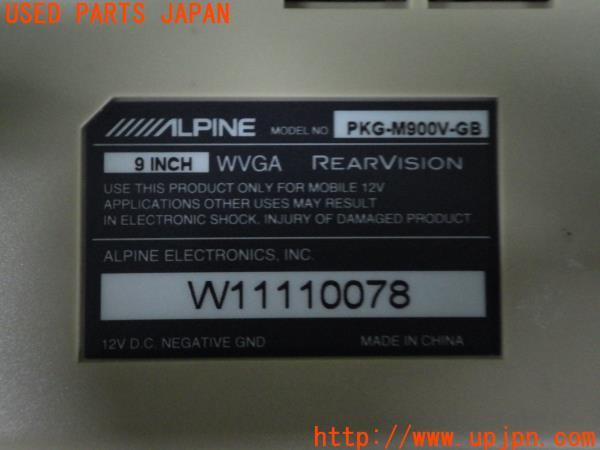 USED PARTS JAPAN
ALPINE MODEL NO PKG-M900V-GB
9 INCH WVGA REARVISION
USE THIS PRODUCT ONLY FOR MOBILE 12V
APPLICATIONS OTHER USES MAY RESULT
IN ELECTRONIC SHOCK. INJURY OF DAMAGED PRODUCT
ALPINE ELECTRONICS, INC.
W11110078
12V D.C. NEGATIVE GND MADE IN CHINA
http://www.upjpn.com